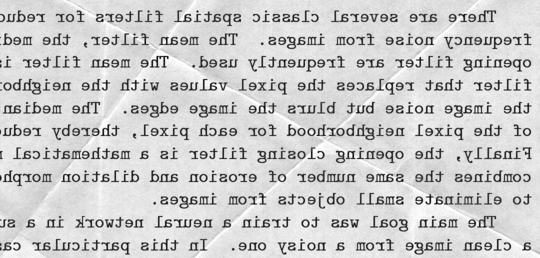 There are several classic spatial filters for reduc
frequency noise from images. The mean filter, the medi
opening filter are frequently used. The mean filter is
filter that replaces the pixel values with the neighbor
the image noise but blurs the image edges. The median
of the pixel neighborhood for each pixel, thereby reduc
Finally, the opening closing filter is a mathematical
combines the same number of erosion and dilation morpho
to eliminate small objects from images.
The main goal was to train a neural network in a su
a clean image from a noisy one. In this particular cas